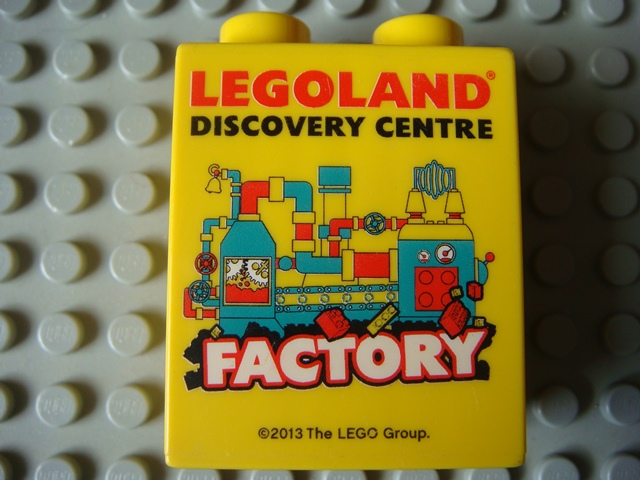 LEGOLAND®
DISCOVERY CENTRE
FACTORY
©2013 The LEGO Group.